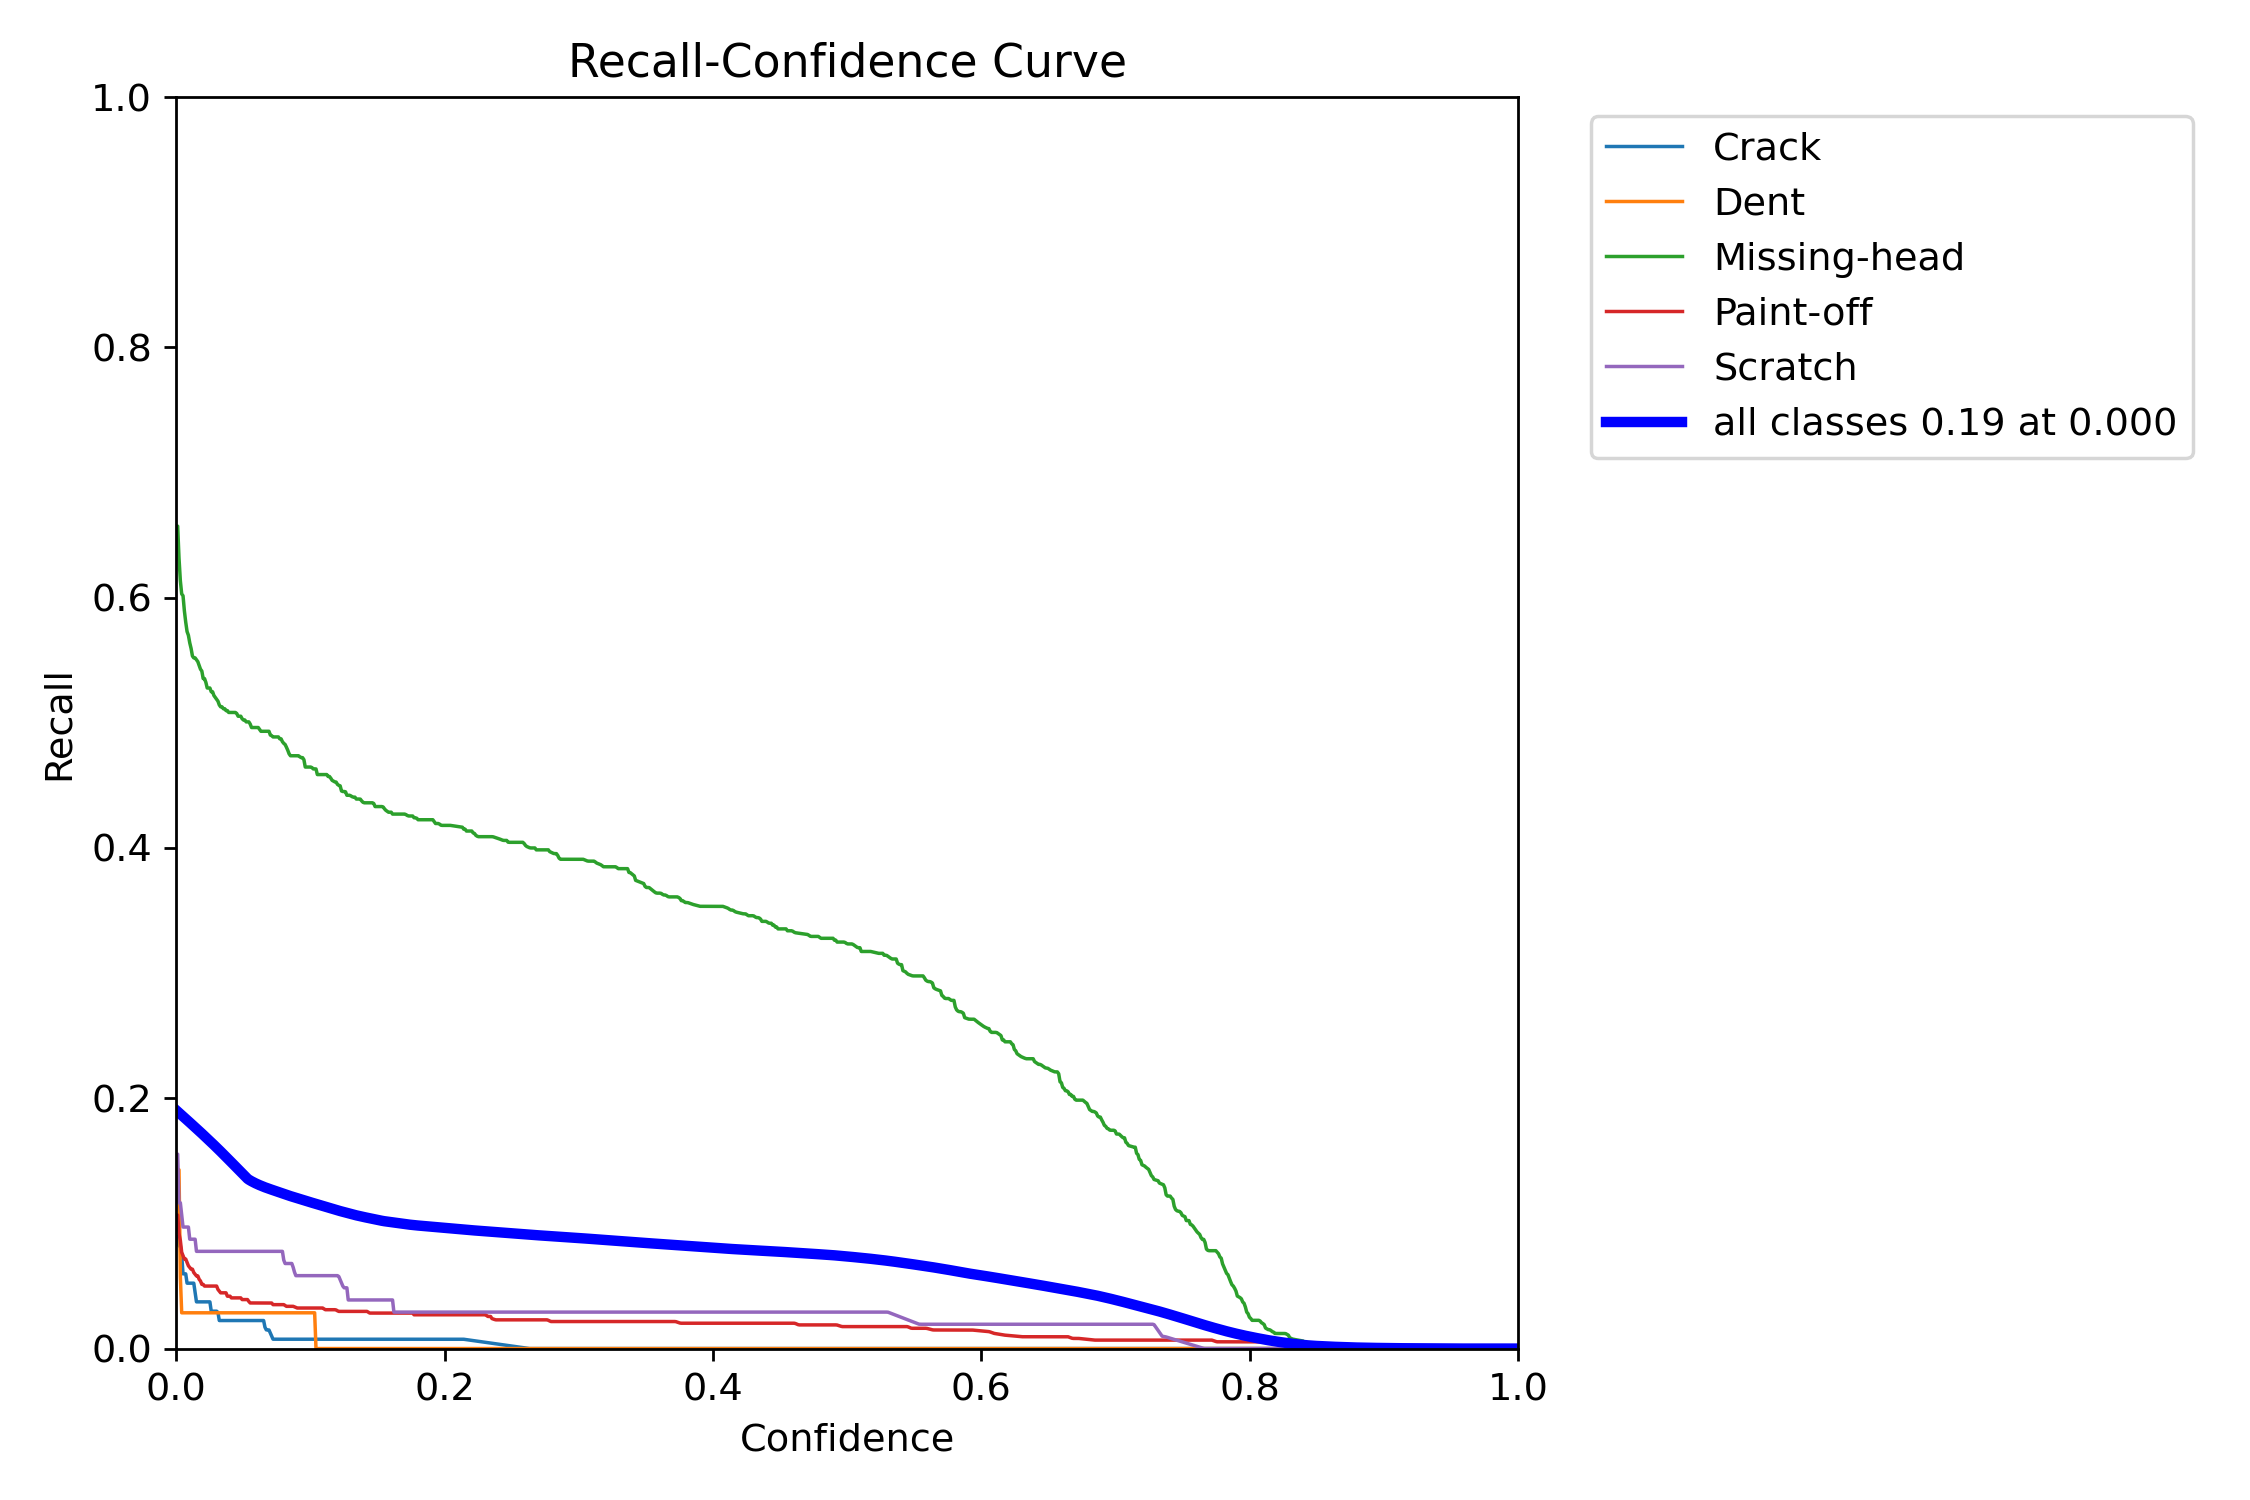 Recall-Confidence Curve
1.0
0.8
0.6
0.4
0.2
0.0
Recall
0.0 0.2 0.4 0.6 0.8 1.0
Confidence
Crack
Dent
Missing-head
Paint-off
Scratch
all classes 0.19 at 0.000